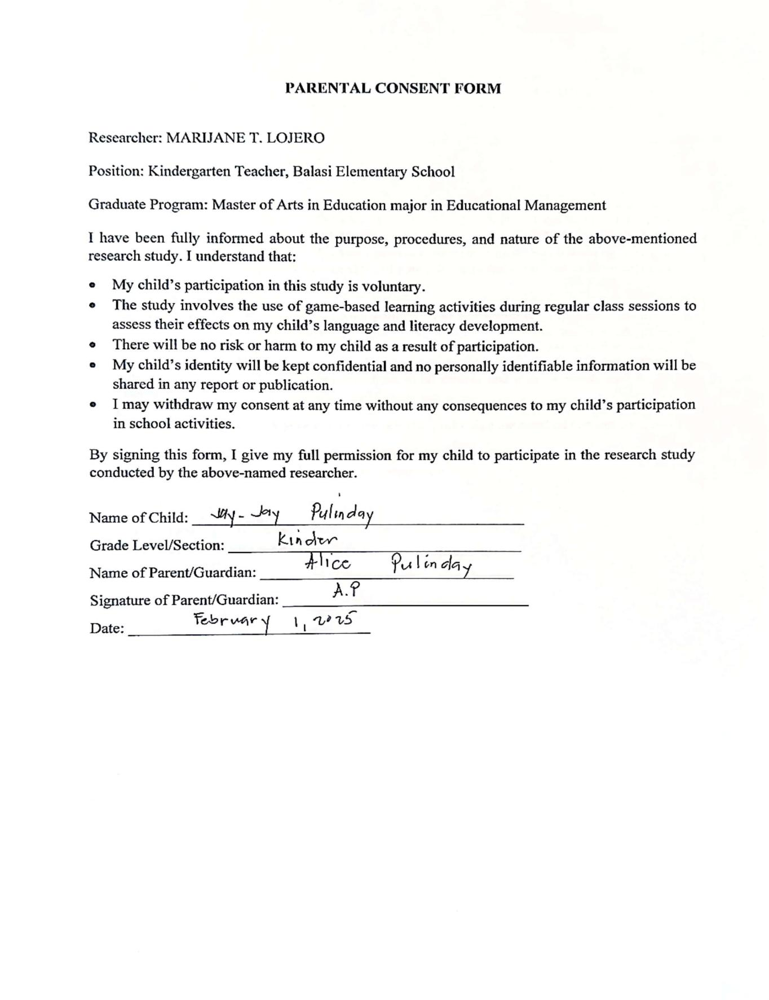 PARENTAL CONSENT FORM
Researcher: MARIJANE T. LOJERO
Position: Kindergarten Teacher, Balasi Elementary School
Graduate Program: Master of Arts in Education major in Educational Management
I have been fully informed about the purpose, procedures, and nature of the above-mentioned
research study. I understand that:
• My child's participation in this study is voluntary.
• The study involves the use of game-based learning activities during regular class sessions to
assess their effects on my child's language and literacy development.
• There will be no risk or harm to my child as a result of participation.
• My child's identity will be kept confidential and no personally identifiable information will be
shared in any report or publication.
• I may withdraw my consent at any time without any consequences to my child's participation
in school activities.
By signing this form, I give my full permission for my child to participate in the research study
conducted by the above-named researcher.
Name of Child: Jay-Jay Pulinday
Grade Level/Section: Kinder
Name of Parent/Guardian: Alice Pulinday
Signature of Parent/Guardian: A.P
Date: February 1, 2025